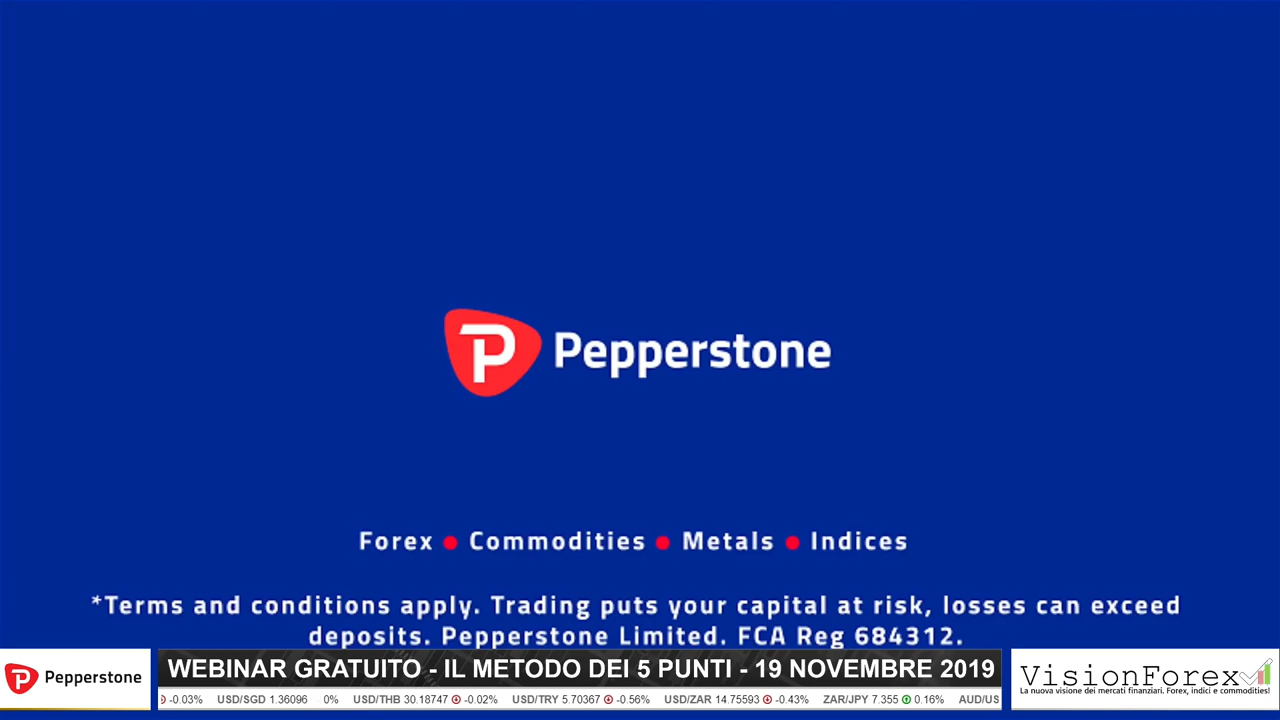 Pepperstone
Forex ● Commodities ● Metals ● Indices
*Terms and conditions apply. Trading puts your capital at risk, losses can exceed
deposits. Pepperstone Limited. FCA Reg 684312.
Pepperstone
WEBINAR GRATUITO - IL METODO DEI 5 PUNTI - 19 NOVEMBRE 2019
-0.03% USD/SGD 1.36096 0% USD/THB 30.18747 -0.02% USD/TRY 5.70367 -0.56% USD/ZAR 14.75593 -0.43% ZAR/JPY 7.355 0.16% AUD/US
VisionForex
La nuova visione dei mercati finanziari. Forex, indici e commodities!